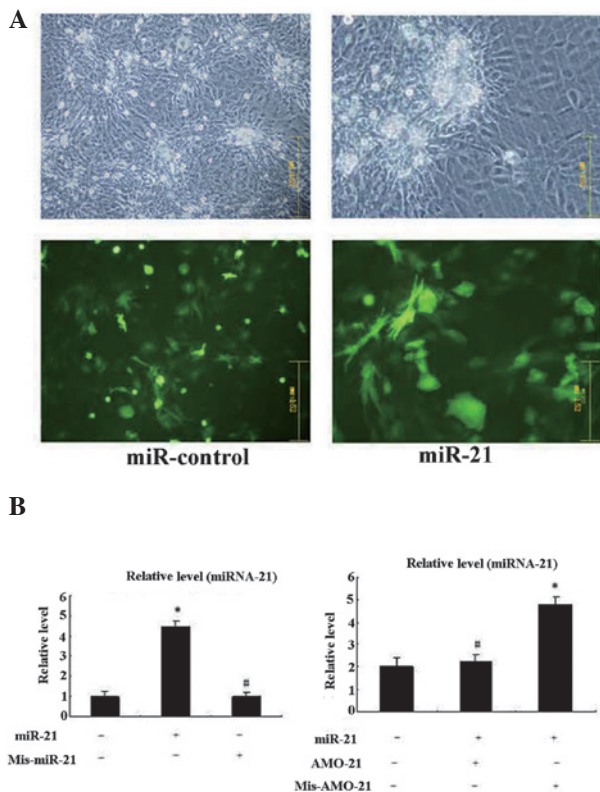 A
miR-control
miR-21
B
Relative level (miRNA-21)
Relative level
6
5
4
3
2
1
0
miR-21 - + -
Mis-miR-21 - - +
*
#
Relative level (miRNA-21)
Relative level
6
5
4
3
2
1
0
miR-21 - + +
AMO-21 - + -
Mis-AMO-21 - - +
#
*